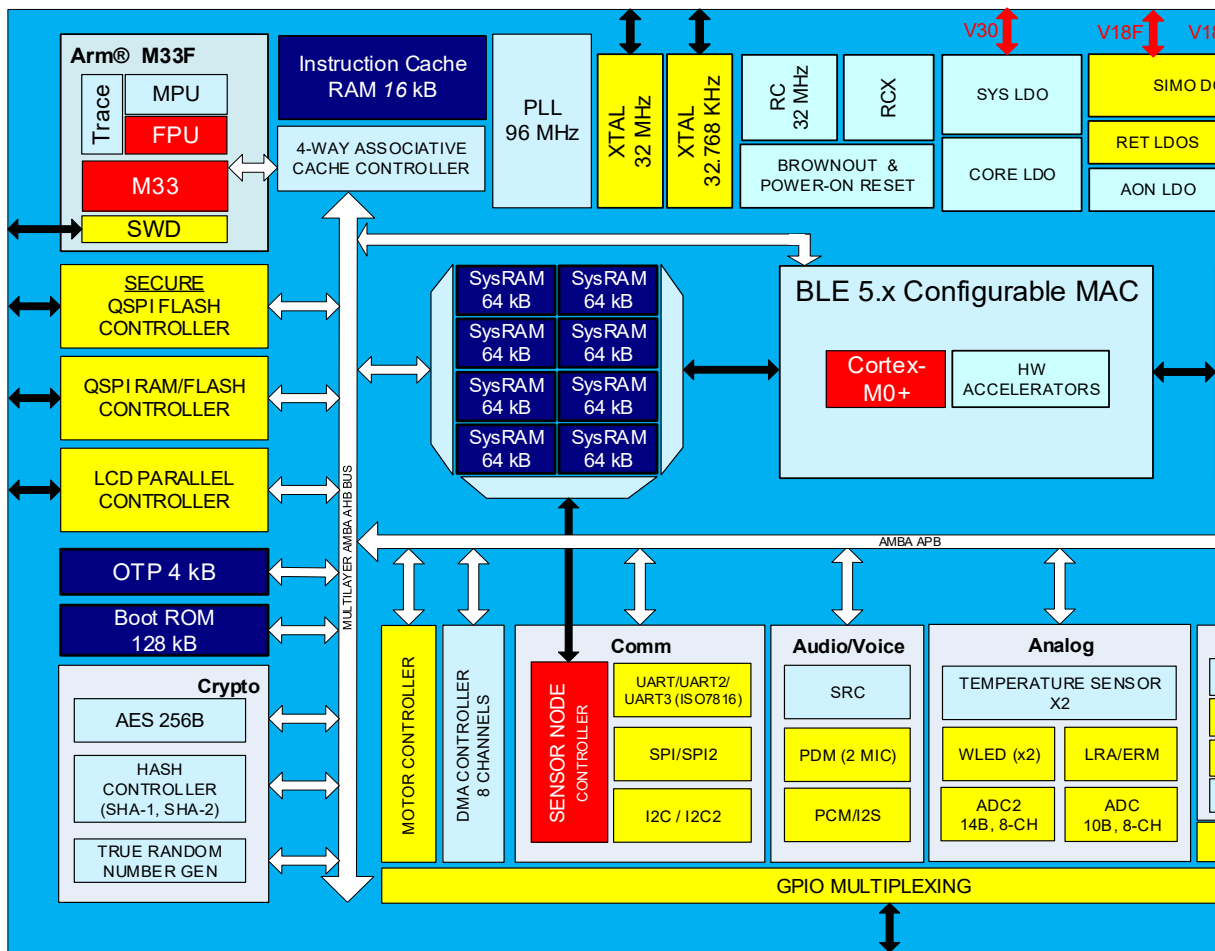 Arm® M33F
Trace
MPU
FPU
M33
SWD
Instruction Cache
RAM 16 kB
4-WAY ASSOCIATIVE
CACHE CONTROLLER
PLL
96 MHz
XTAL
32 MHz
XTAL
32.768 KHz
RC
32 MHz
RCX
BROWNOUT &
POWER-ON RESET
V30
SYS LDO
CORE LDO
V18F
SIMO
RET LDOS
AON LDO
SECURE
QSPI FLASH
CONTROLLER
QSPI RAM/FLASH
CONTROLLER
LCD PARALLEL
CONTROLLER
OTP 4 kB
Boot ROM
128 kB
Crypto
AES 256B
HASH
CONTROLLER
(SHA-1, SHA-2)
TRUE RANDOM
NUMBER GEN
MULTILAYER AMBA AHB BUS
SysRAM
64 kB
SysRAM
64 kB
SysRAM
64 kB
SysRAM
64 kB
SysRAM
64 kB
SysRAM
64 kB
SysRAM
64 kB
SysRAM
64 kB
BLE 5.x Configurable MAC
Cortex-
M0+
HW
ACCELERATORS
AMBA APB
MOTOR CONTROLLER
DMA CONTROLLER
8 CHANNELS
Comm
SENSOR NODE
CONTROLLER
UART/UART2/
UART3 (ISO7816)
SPI/SPI2
I2C / I2C2
Audio/Voice
SRC
PDM (2 MIC)
PCM/I2S
Analog
TEMPERATURE SENSOR
X2
WLED (x2)
LRA/ERM
ADC2
14B, 8-CH
ADC
10B, 8-CH
GPIO MULTIPLEXING